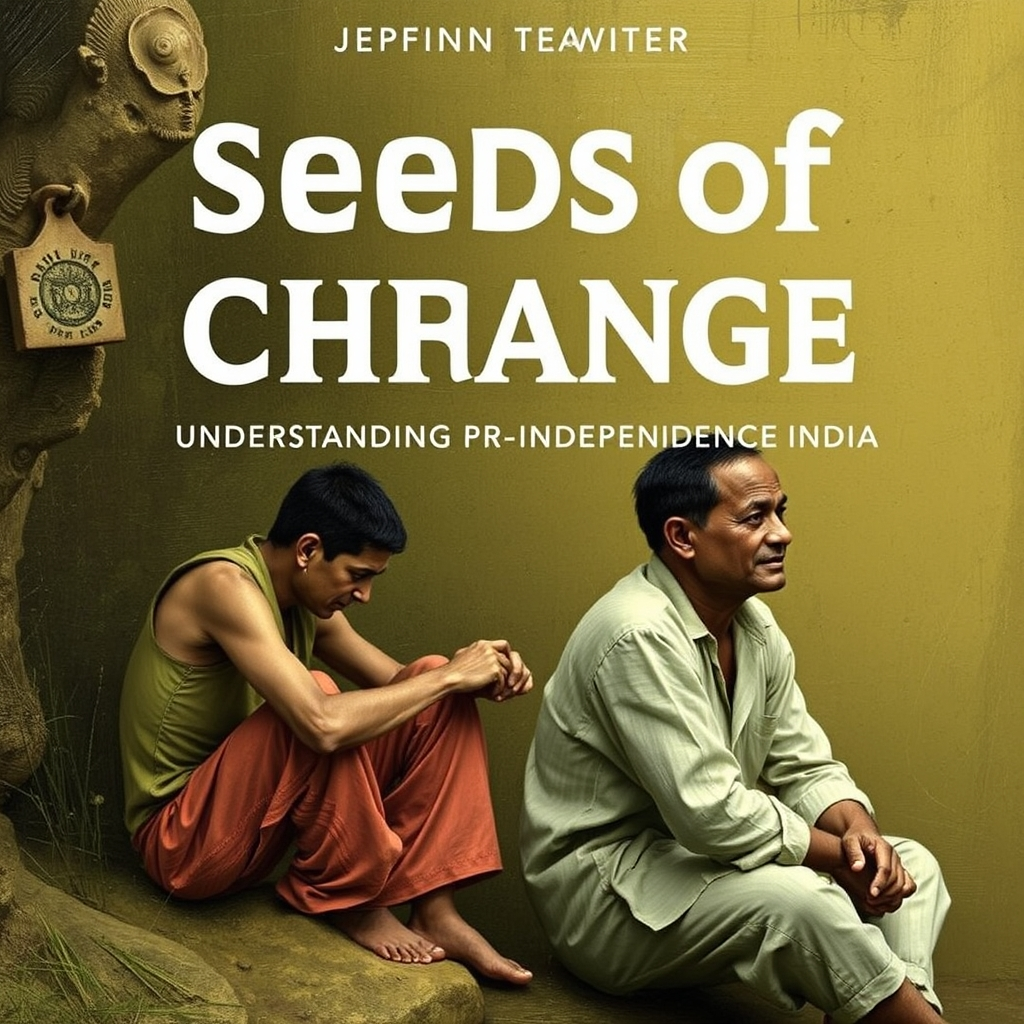 JEPFINN TEAWITER
SeeDS of
CHRANGE
UNDERSTANDING PR-INDEPENIDENCE INDIA